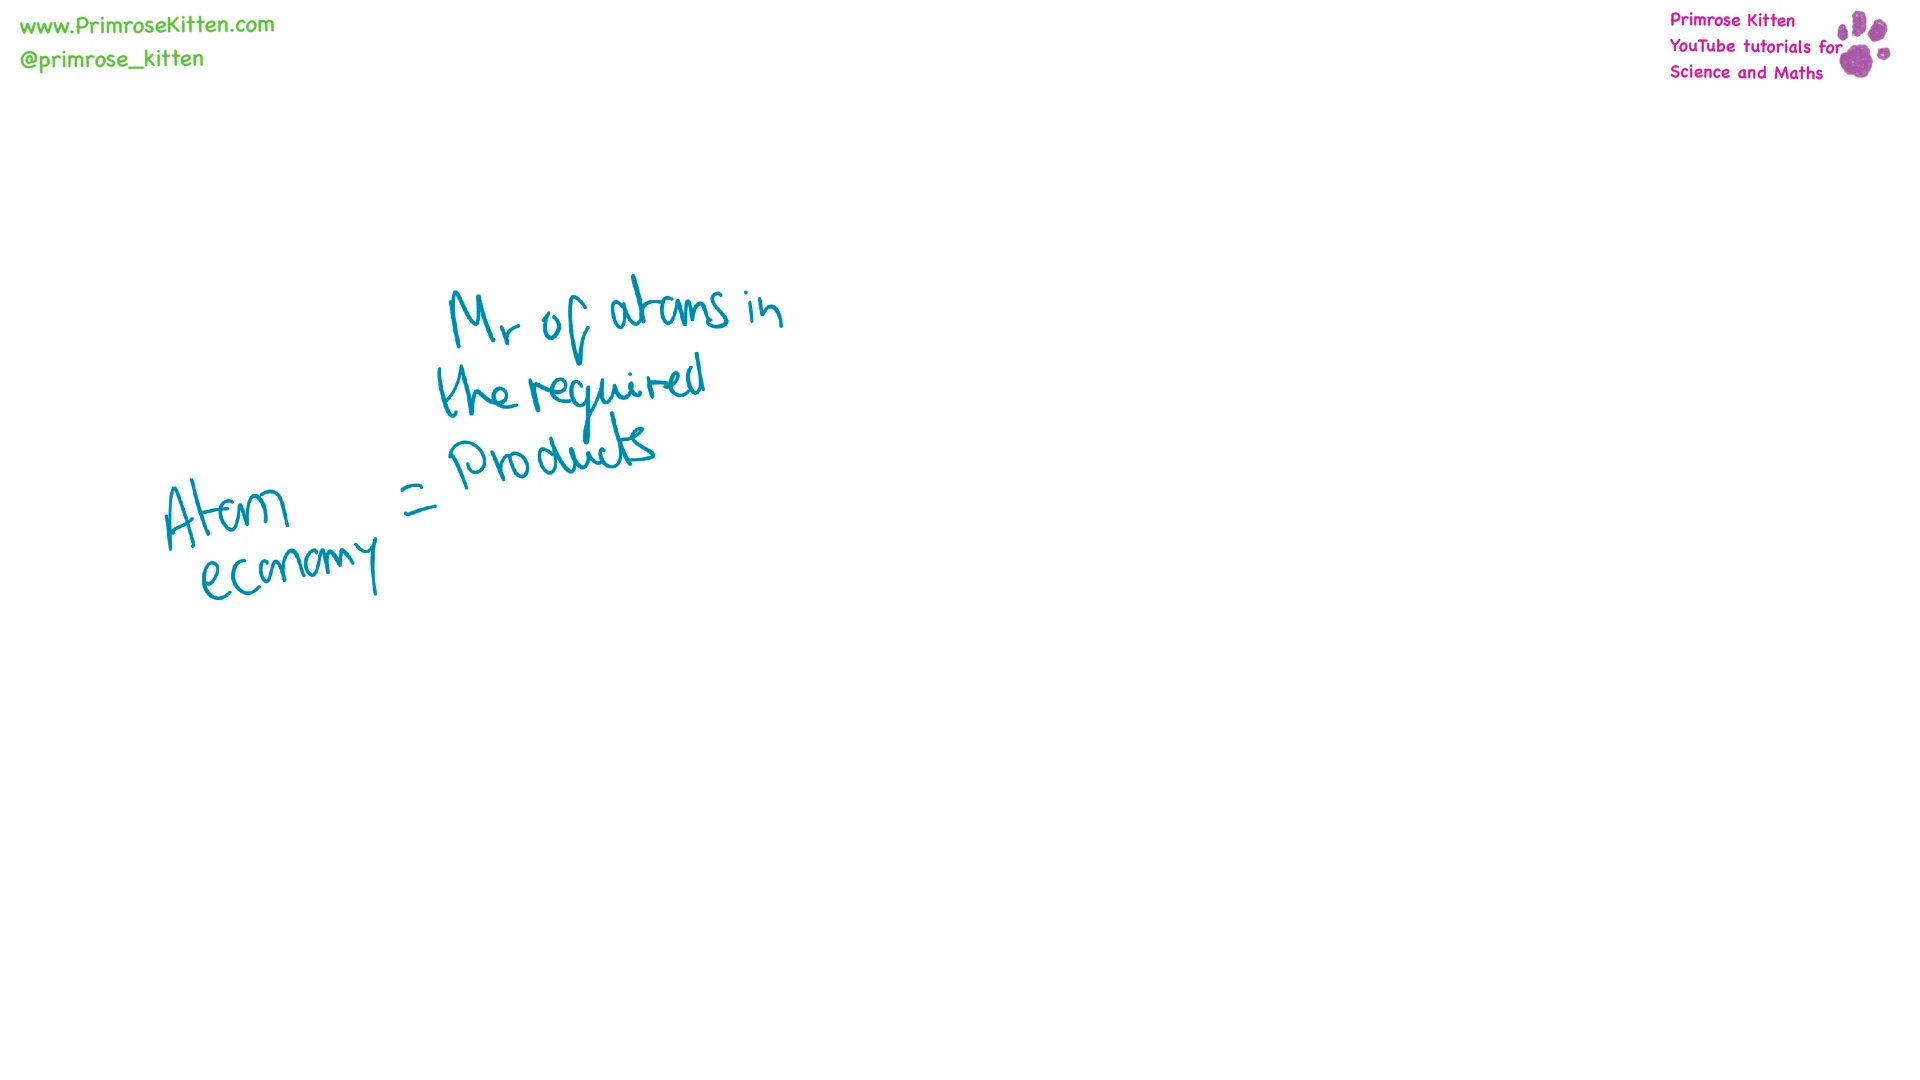 www.PrimroseKitten.com
@primrose_kitten
Primrose Kitten
YouTube tutorials for
Science and Maths
Mr of atoms in
the required
Products
Atom =
economy